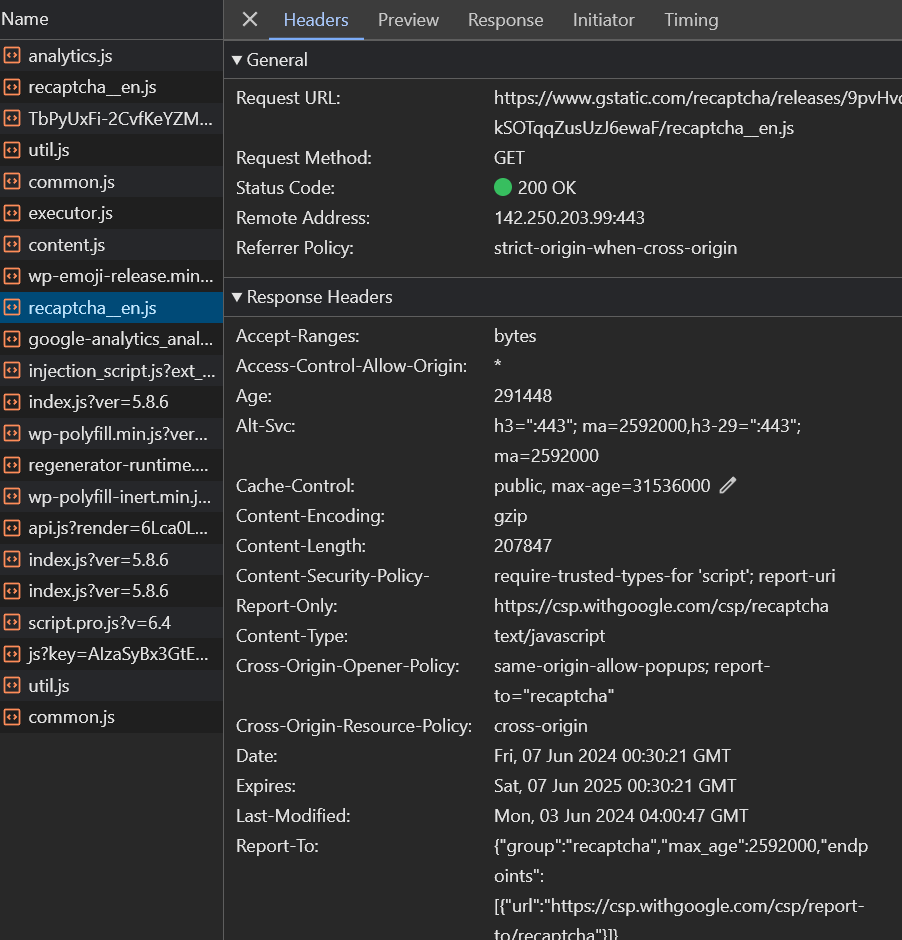 Name
analytics.js
recaptcha__en.js
TbPyUxFi-2CvfKeYZM...
util.js
common.js
executor.js
content.js
wp-emoji-release.min...
recaptcha__en.js
google-analytics_anal...
injection_script.js?ext_...
index.js?ver=5.8.6
wp-polyfill.min.js?ver...
regenerator-runtime....
wp-polyfill-inert.min.j...
api.js?render=6Lca0L...
index.js?ver=5.8.6
index.js?ver=5.8.6
script.pro.js?v=6.4
js?key=AIzaSyBx3GtE...
util.js
common.js
Headers Preview Response Initiator Timing
General
Request URL: https://www.gstatic.com/recaptcha/releases/9pvHvc
kSOTqqZusUzJ6ewaF/recaptcha__en.js
Request Method: GET
Status Code: 200 OK
Remote Address: 142.250.203.99:443
Referrer Policy: strict-origin-when-cross-origin
Response Headers
Accept-Ranges: bytes
Access-Control-Allow-Origin: *
Age: 291448
Alt-Svc: h3=":443"; ma=2592000,h3-29=":443";
ma=2592000
Cache-Control: public, max-age=31536000
Content-Encoding: gzip
Content-Length: 207847
Content-Security-Policy- require-trusted-types-for 'script'; report-uri
Report-Only: https://csp.withgoogle.com/csp/recaptcha
Content-Type: text/javascript
Cross-Origin-Opener-Policy: same-origin-allow-popups; report-
to="recaptcha"
Cross-Origin-Resource-Policy: cross-origin
Date: Fri, 07 Jun 2024 00:30:21 GMT
Expires: Sat, 07 Jun 2025 00:30:21 GMT
Last-Modified: Mon, 03 Jun 2024 04:00:47 GMT
Report-To: {"group":"recaptcha","max_age":2592000,"endp
oints":
[{"url":"https://csp.withgoogle.com/csp/report-
to/recaptcha"}]}